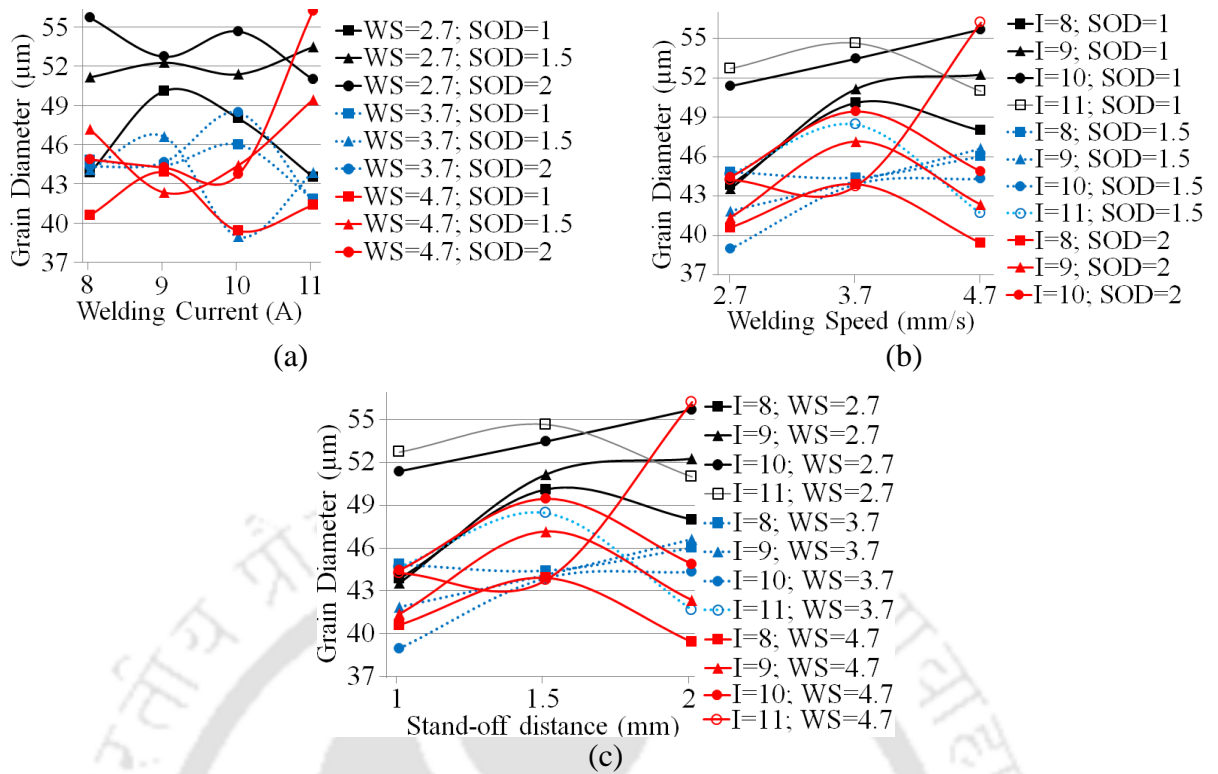 55
52
49
46
43
40
37
Grain Diameter (µm)
8 9 10 11
Welding Current (A)
WS=2.7; SOD=1
WS=2.7; SOD=1.5
WS=2.7; SOD=2
WS=3.7; SOD=1
WS=3.7; SOD=1.5
WS=3.7; SOD=2
WS=4.7; SOD=1
WS=4.7; SOD=1.5
WS=4.7; SOD=2
(a)
55
52
49
46
43
40
37
Grain Diameter (µm)
2.7 3.7 4.7
Welding Speed (mm/s)
I=8; SOD=1
I=9; SOD=1
I=10; SOD=1
I=11; SOD=1
I=8; SOD=1.5
I=9; SOD=1.5
I=10; SOD=1.5
I=11; SOD=1.5
I=8; SOD=2
I=9; SOD=2
I=10; SOD=2
(b)
55
52
49
46
43
40
37
Grain Diameter (µm)
1 1.5 2
Stand-off distance (mm)
I=8; WS=2.7
I=9; WS=2.7
I=10; WS=2.7
I=11; WS=2.7
I=8; WS=3.7
I=9; WS=3.7
I=10; WS=3.7
I=11; WS=3.7
I=8; WS=4.7
I=9; WS=4.7
I=10; WS=4.7
I=11; WS=4.7
(c)